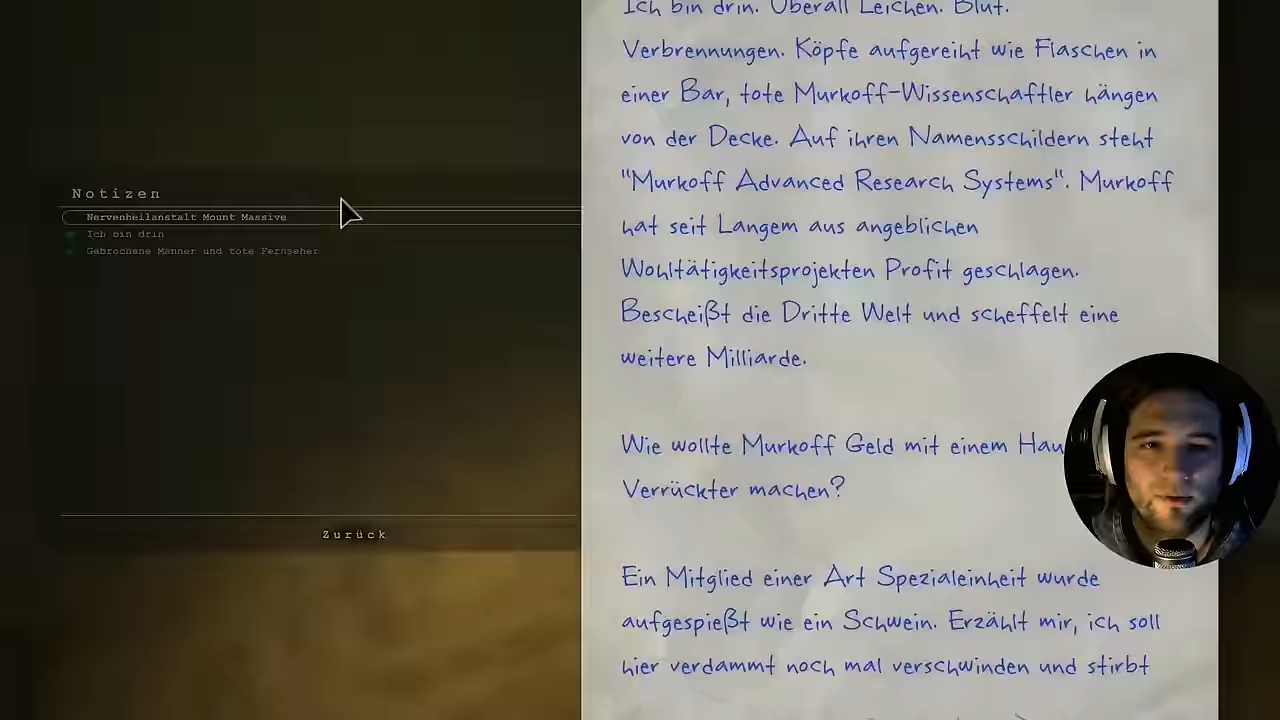 Notizen
Nervenheilanstalt Mount Massive
Ich bin drin
Gebrochene Männer und tote Fernseher
Zurück
Ich bin drin. Überall Leichen. Blut.
Verbrennungen. Köpfe aufgereiht wie Flaschen in
einer Bar, tote Murkoff-Wissenschaftler hängen
von der Decke. Auf ihren Namensschildern steht
"Murkoff Advanced Research Systems". Murkoff
hat seit Langem aus angeblichen
Wohltätigkeitsprojekten Profit geschlagen.
Bescheißt die Dritte Welt und scheffelt eine
weitere Milliarde.
Wie wollte Murkoff Geld mit einem Hau
Verrückter machen?
Ein Mitglied einer Art Spezialeinheit wurde
aufgespießt wie ein Schwein. Erzählt mir, ich soll
hier verdammt noch mal verschwinden und stirbt